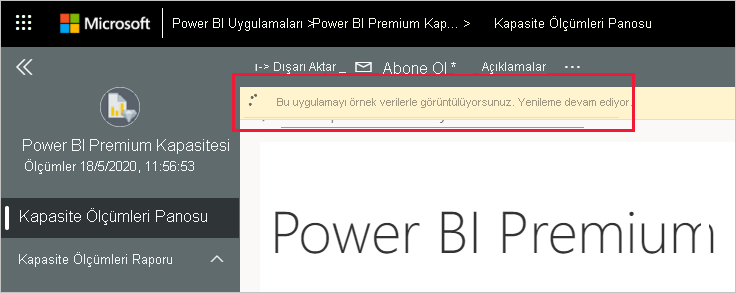 Microsoft Power BI Uygulamaları >Power BI Premium Kap... > Kapasite Ölçümleri Panosu
|-> Dışarı Aktar _ Abone Ol * Açıklamalar ...
Bu uygulamayı örnek verilerle görüntülüyorsunuz. Yenileme devam ediyor.
Power BI Premium Kapasitesi
Ölçümler 18/5/2020, 11:56:53
Kapasite Ölçümleri Panosu
Kapasite Ölçümleri Raporu
Power BI Premium